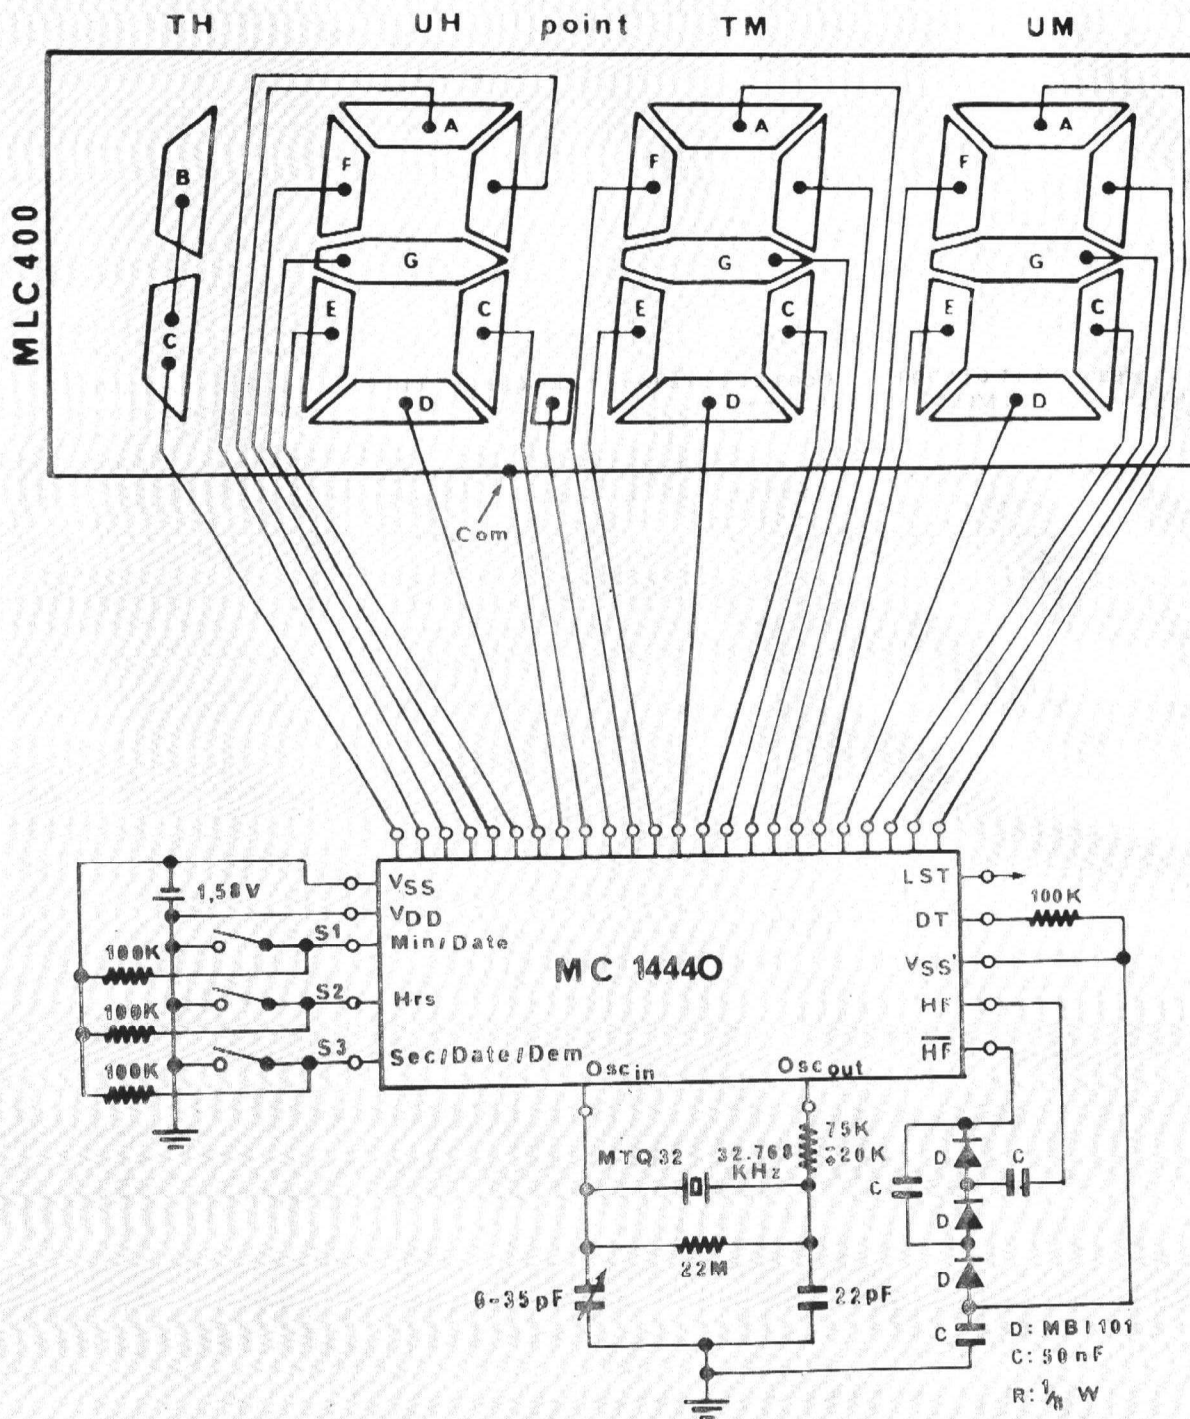 TH UH point TM UM
MLC400
A A A
B F F F
G G G
C E C E C E C
D D D
Com
VSS LST
1,58V VDD 100K
S1 DT
100K Min/Date
MC 14440 VSS'
S2 Hrs HF
100K
S3 Sec/Date/Dem HF
100K Oscin Oscout
75K
MTQ32 32.768 220K
KHz
D C
C
D
22M
D
6-35pF 22pF
C D: MBI101
C: 50nF
R: 1/8 W